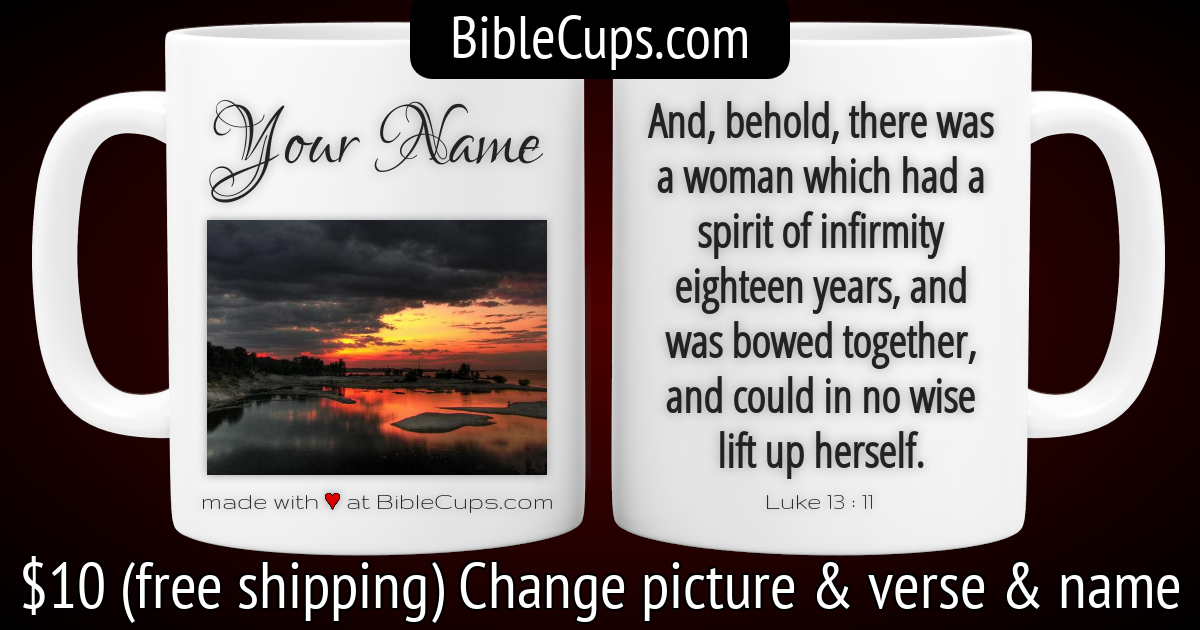 BibleCups.com
Your Name
made with ♥ at BibleCups.com
And, behold, there was
a woman which had a
spirit of infirmity
eighteen years, and
was bowed together,
and could in no wise
lift up herself.
Luke 13 : 11
$10 (free shipping) Change picture & verse & name